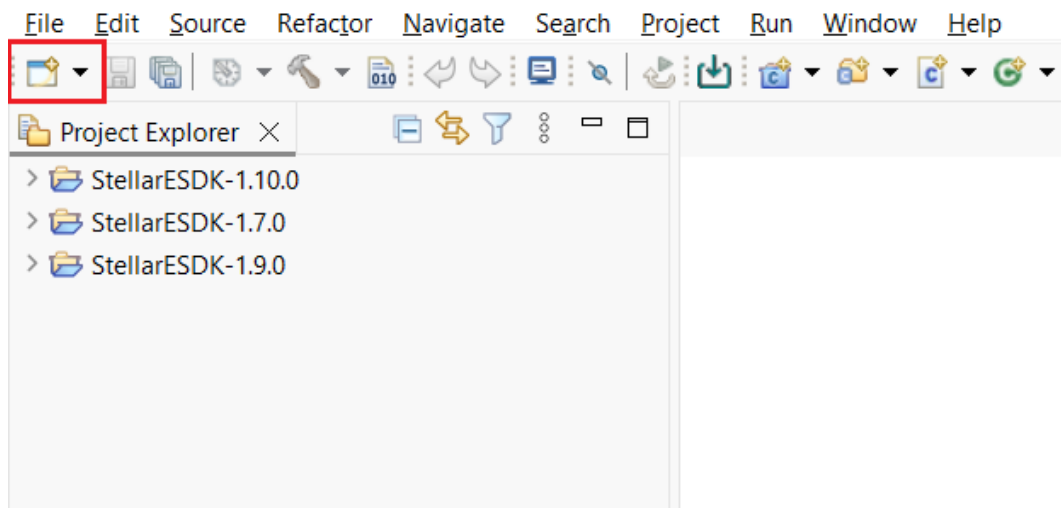 File Edit Source Refactor Navigate Search Project Run Window Help
010
Project Explorer
StellarESDK-1.10.0
StellarESDK-1.7.0
StellarESDK-1.9.0